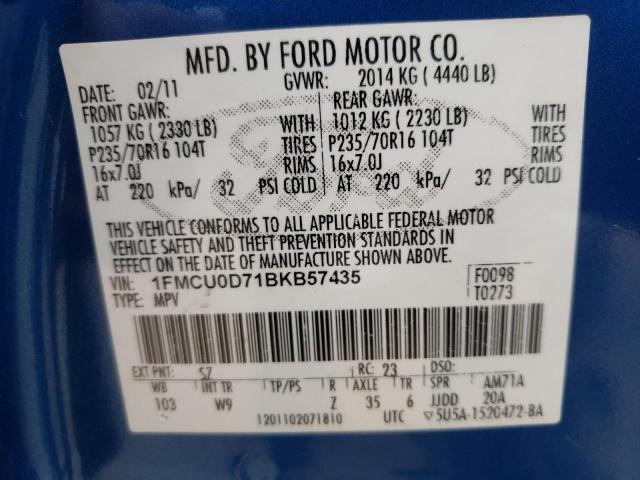 MFD. BY FORD MOTOR CO.
DATE: 02/11 GVWR: 2014 KG ( 4440 LB)
FRONT GAWR: REAR GAWR:
1057 KG ( 2330 LB) WITH 1012 KG ( 2230 LB) WITH
P235/70R16 104T TIRES P235/70R16 104T TIRES
16x7.0J RIMS 16x7.0J RIMS
AT 220 kPa/ 32 PSI COLD AT 220 kPa/ 32 PSI COLD
THIS VEHICLE CONFORMS TO ALL APPLICABLE FEDERAL MOTOR
VEHICLE SAFETY AND THEFT PREVENTION STANDARDS IN
EFFECT ON THE DATE OF MANUFACTURE SHOWN ABOVE.
VIN: 1FMCU0D71BKB57435 F0098
TYPE: MPV T0273
EXT PNT: SZ RC: 23 DSO:
WB INT TR TP/PS R AXLE TR SPR AM71A
103 W9 Z 35 6 JJDD 20A
1201102071810 UTC ▽5U5A-1520472-BA